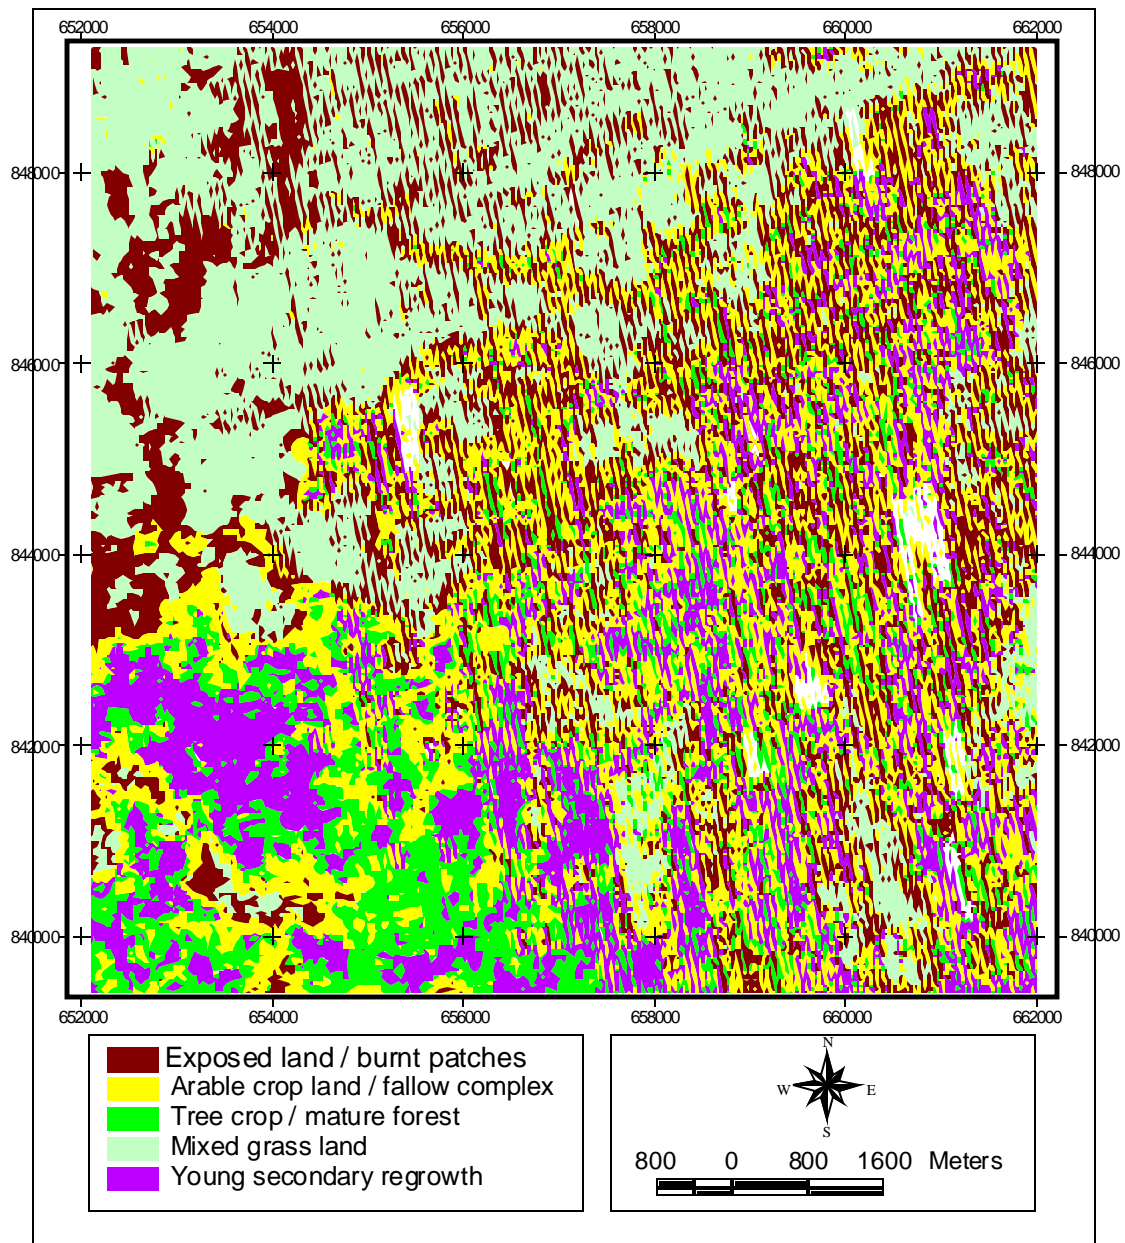 652000 654000 656000 658000 660000 662000
848000 848000
846000 846000
844000 844000
842000 842000
840000 840000
652000 654000 656000 658000 660000 662000
Exposed land / burnt patches
Arable crop land / fallow complex
Tree crop / mature forest
Mixed grass land
Young secondary regrowth
N
W E
S
800 0 800 1600 Meters